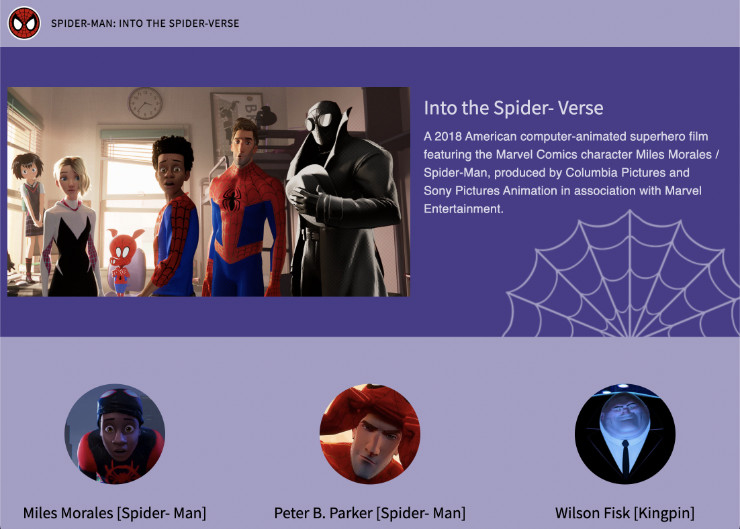 SPIDER-MAN: INTO THE SPIDER-VERSE
Into the Spider- Verse
A 2018 American computer-animated superhero film
featuring the Marvel Comics character Miles Morales /
Spider-Man, produced by Columbia Pictures and
Sony Pictures Animation in association with Marvel
Entertainment.
Miles Morales [Spider- Man]
Peter B. Parker [Spider- Man]
Wilson Fisk [Kingpin]